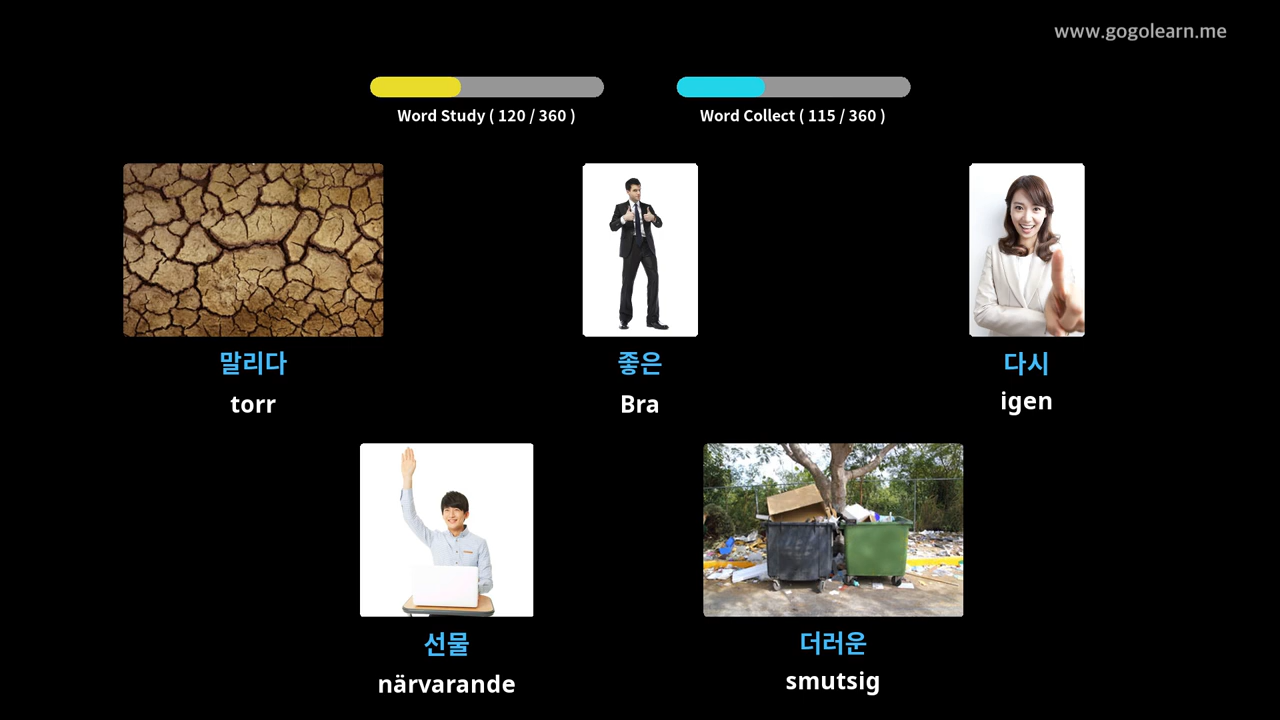 www.gogolearn.me
Word Study ( 120 / 360 )
Word Collect ( 115 / 360 )
말리다
좋은
다시
torr
Bra
igen
선물
더러운
närvarande
smutsig